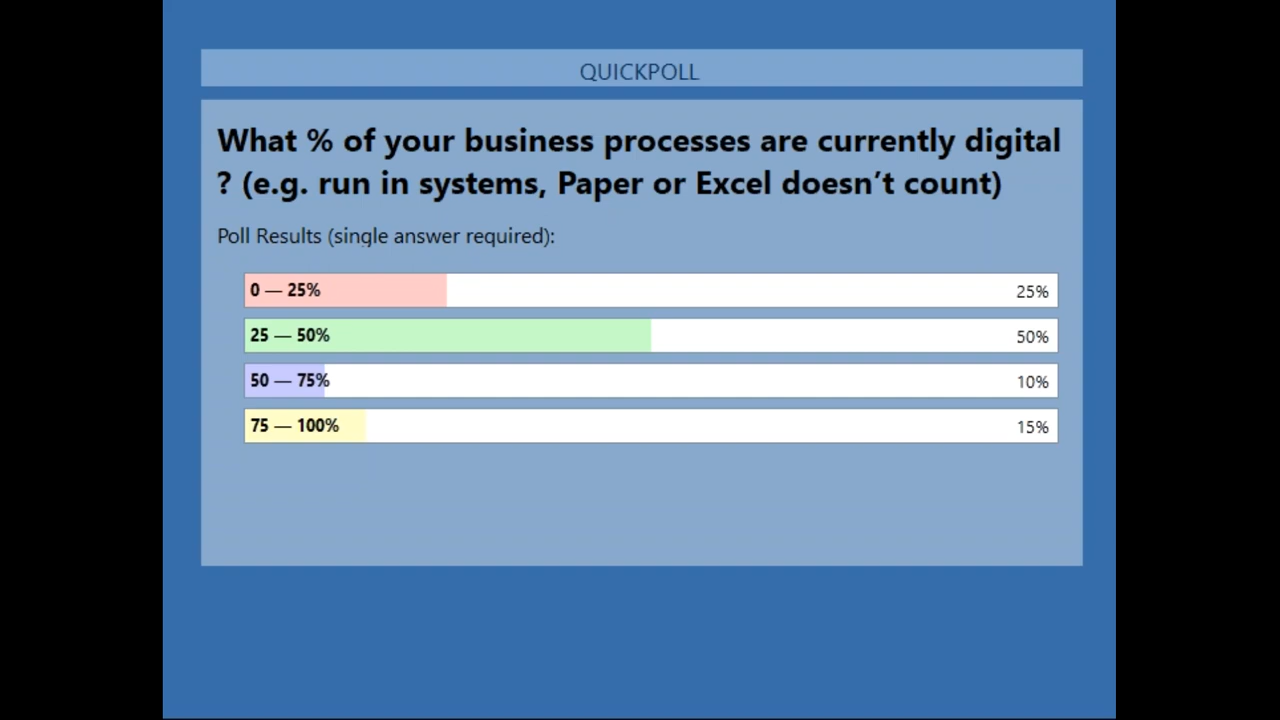 QUICKPOLL
What % of your business processes are currently digital
? (e.g. run in systems, Paper or Excel doesn’t count)
Poll Results (single answer required):
0 — 25% 25%
25 — 50% 50%
50 — 75% 10%
75 — 100% 15%